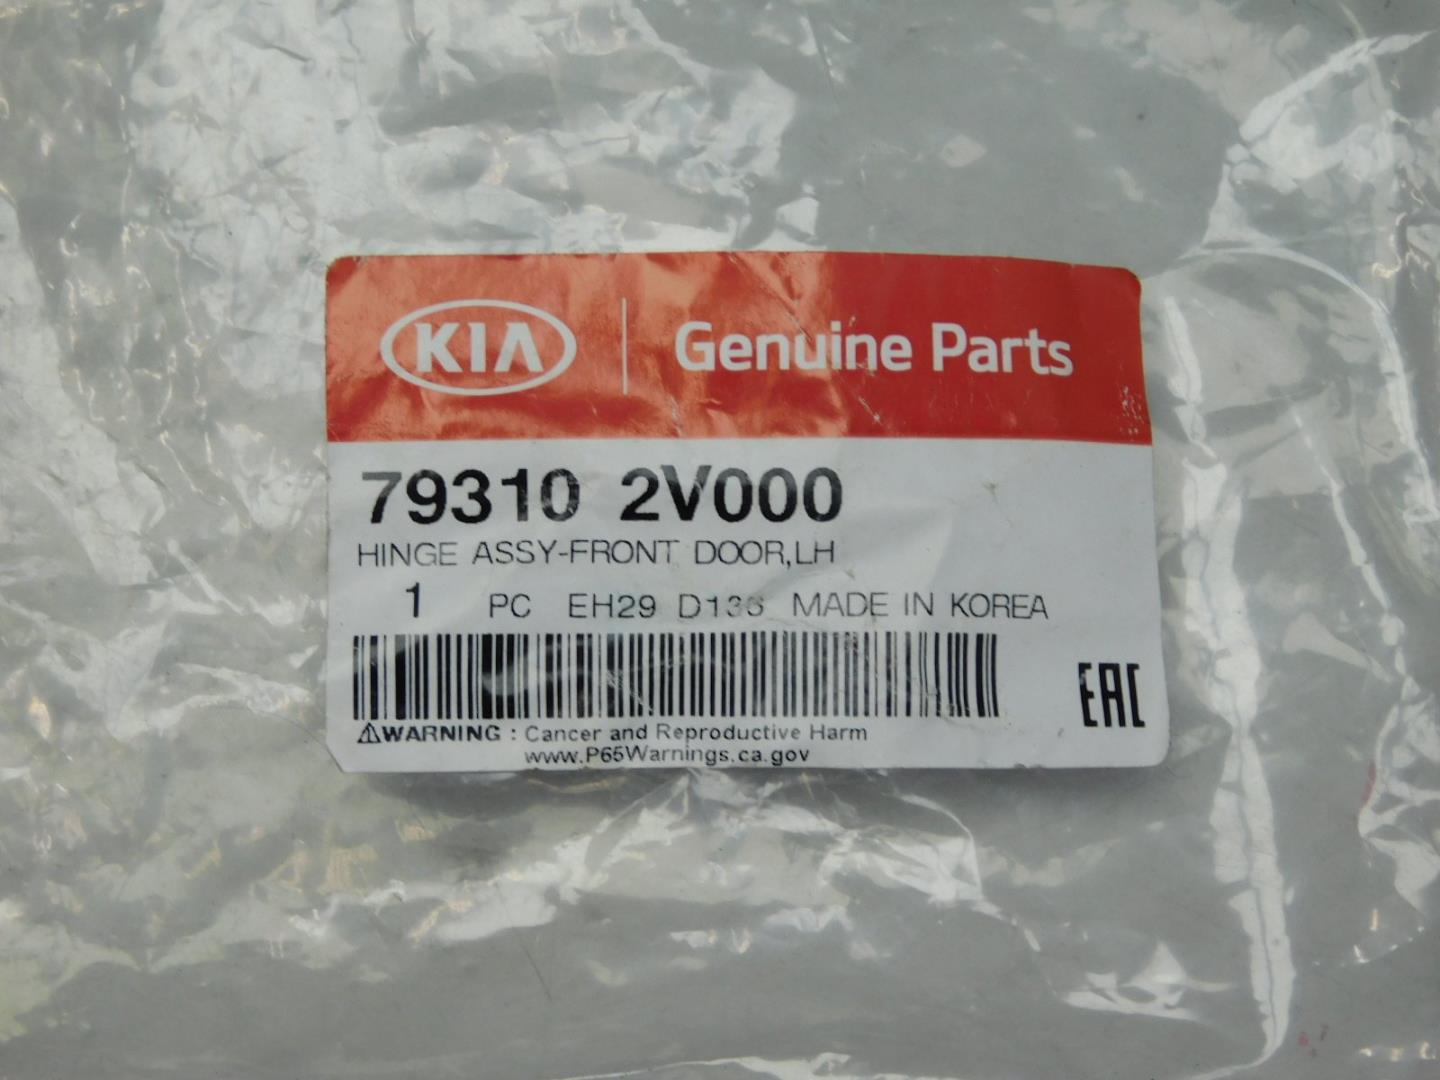 KIA Genuine Parts
79310 2V000
HINGE ASSY-FRONT DOOR,LH
1 PC EH29 D136 MADE IN KOREA
EAC
⚠WARNING : Cancer and Reproductive Harm
www.P65Warnings.ca.gov